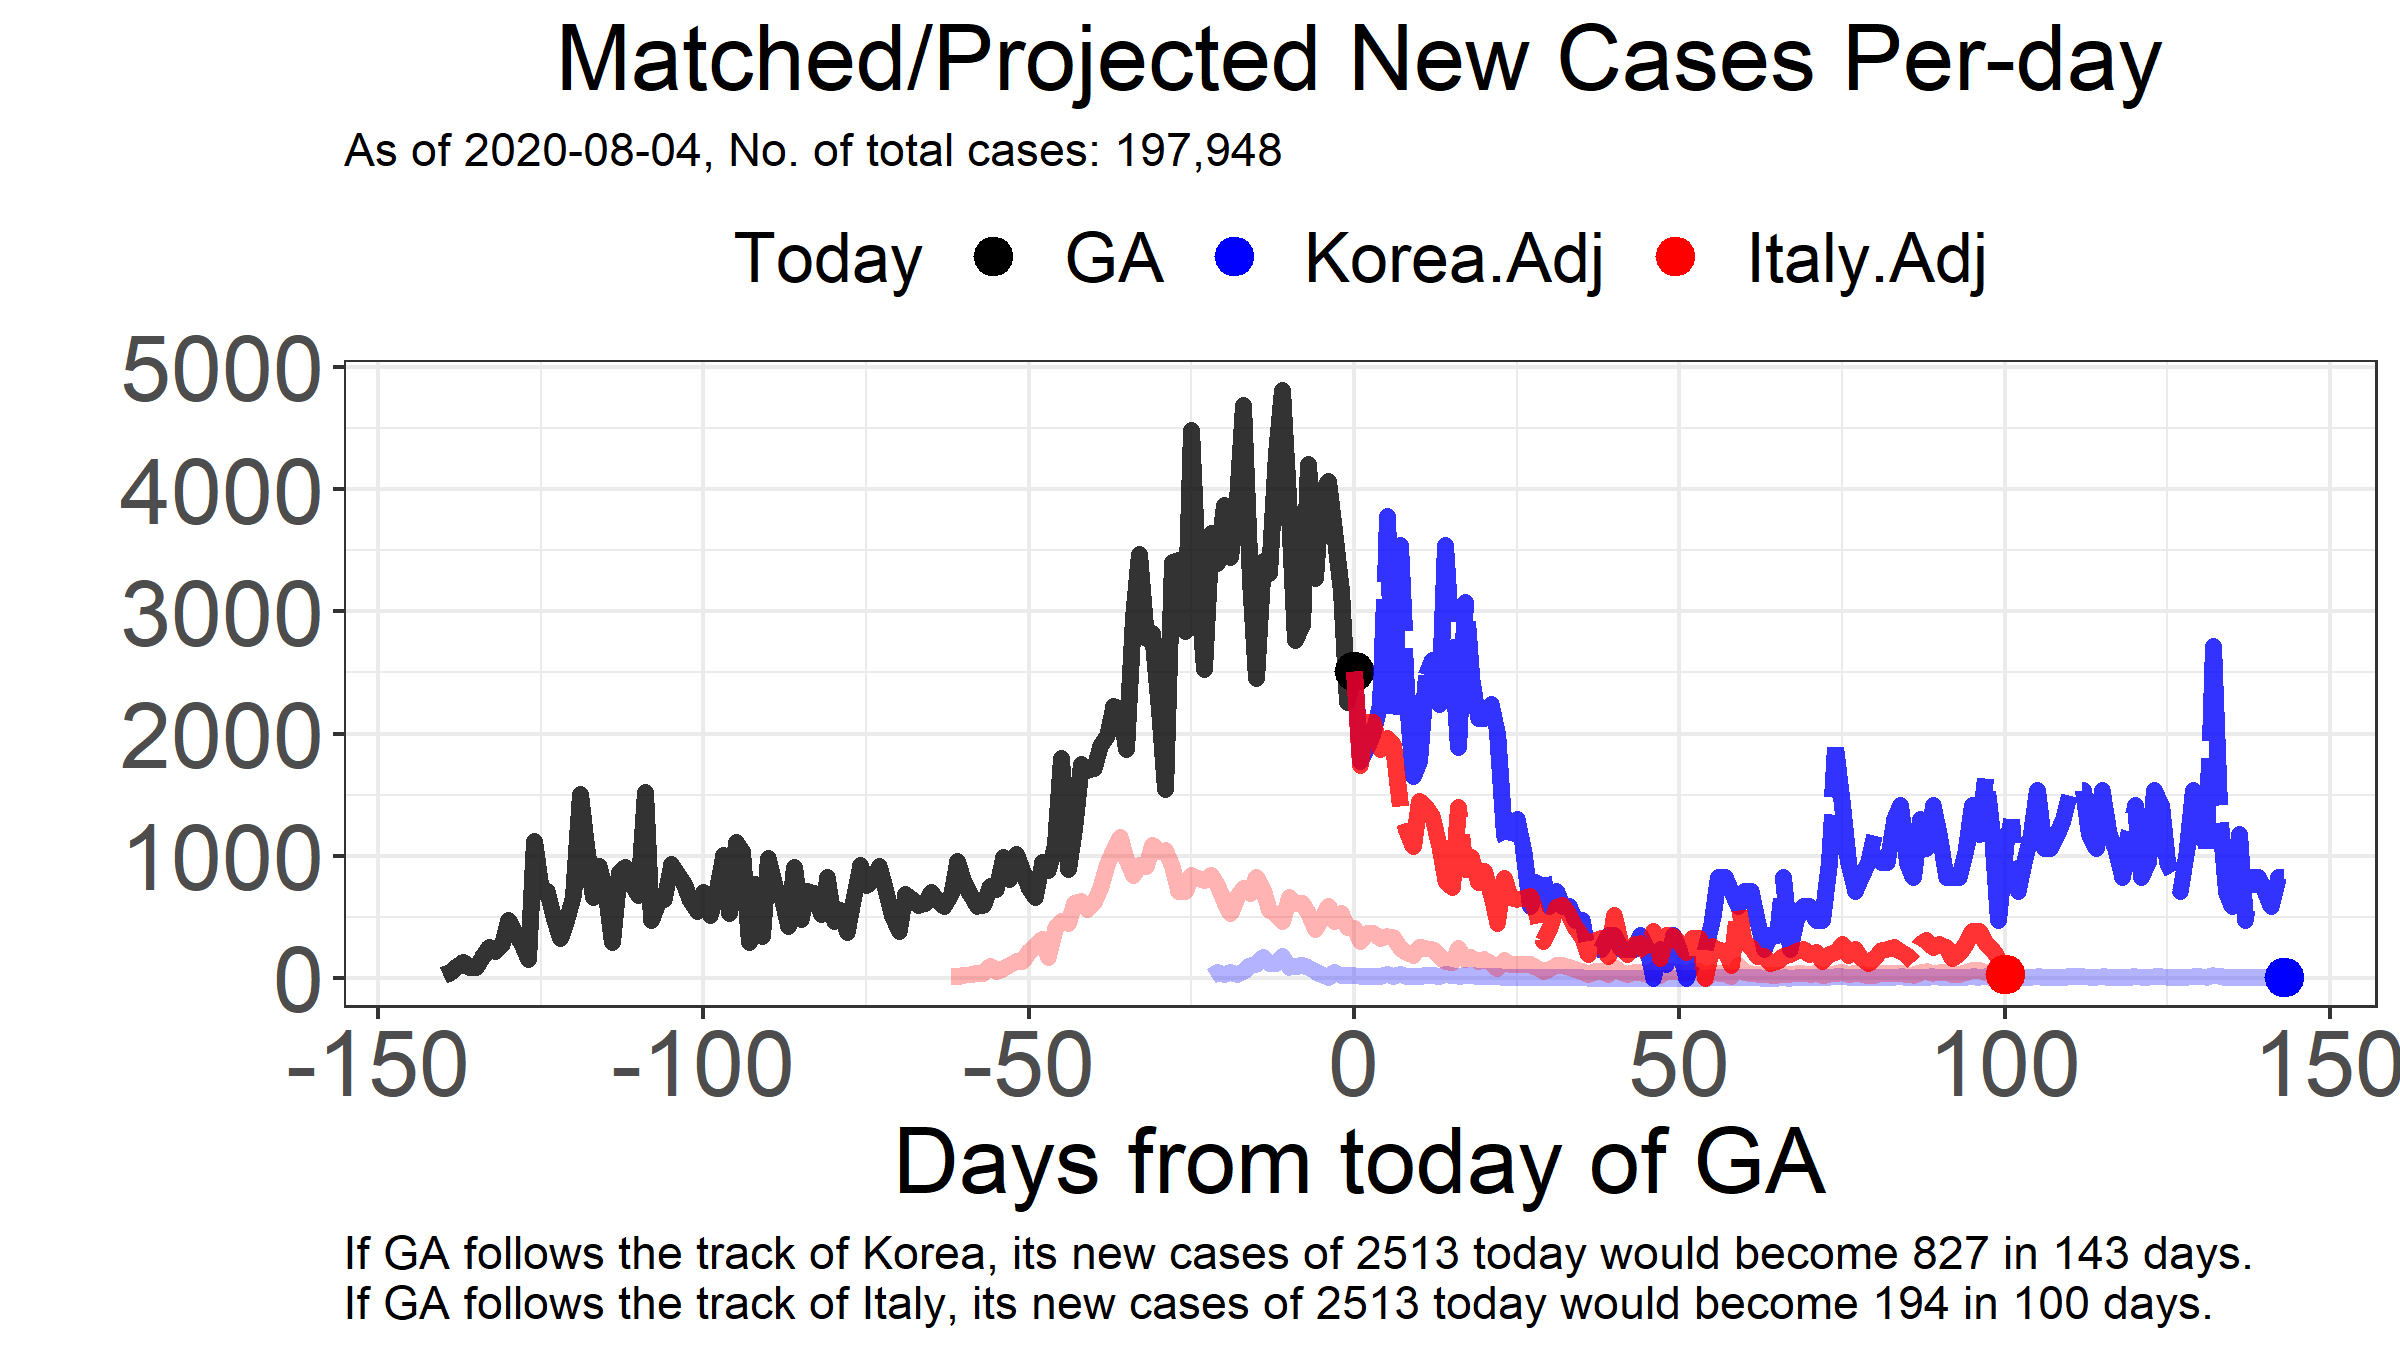 Matched/Projected New Cases Per-day
As of 2020-08-04, No. of total cases: 197,948
Today GA Korea.Adj Italy.Adj
5000
4000
3000
2000
1000
0
-150 -100 -50 0 50 100 150
Days from today of GA
If GA follows the track of Korea, its new cases of 2513 today would become 827 in 143 days.
If GA follows the track of Italy, its new cases of 2513 today would become 194 in 100 days.